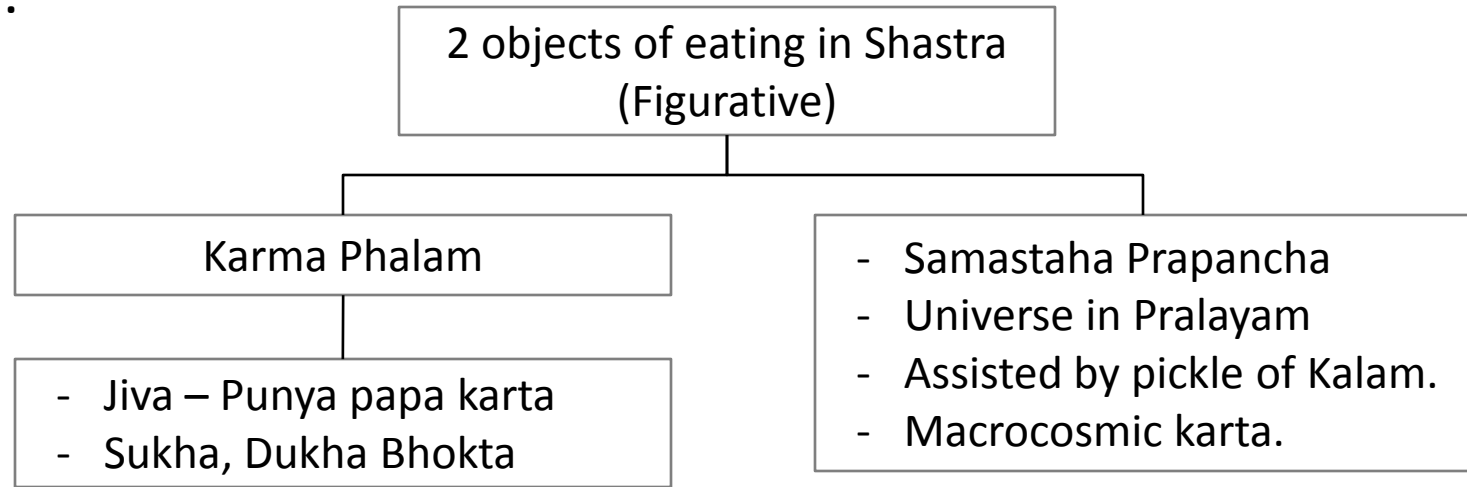 .
2 objects of eating in Shastra
(Figurative)
Karma Phalam
- Jiva – Punya papa karta
- Sukha, Dukha Bhokta
- Samastaha Prapancha
- Universe in Pralayam
- Assisted by pickle of Kalam.
- Macrocosmic karta.